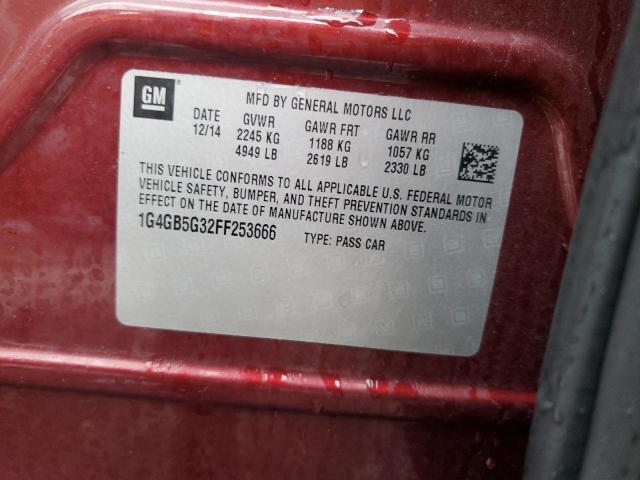 GM
MFD BY GENERAL MOTORS LLC
DATE GVWR GAWR FRT GAWR RR
12/14 2245 KG 1188 KG 1057 KG
4949 LB 2619 LB 2330 LB
THIS VEHICLE CONFORMS TO ALL APPLICABLE U.S. FEDERAL MOTOR
VEHICLE SAFETY, BUMPER, AND THEFT PREVENTION STANDARDS IN
EFFECT ON THE DATE OF MANUFACTURE SHOWN ABOVE.
1G4GB5G32FF253666 TYPE: PASS CAR